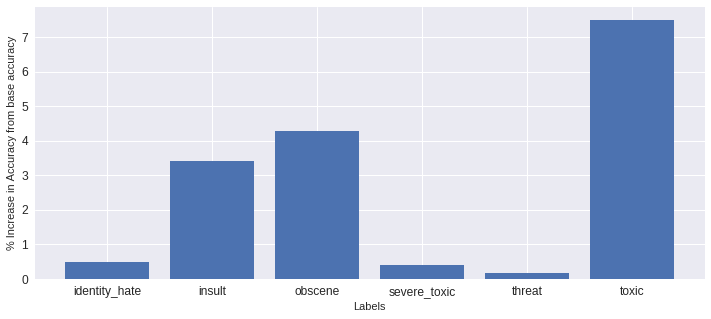 % Increase in Accuracy from base accuracy
7
6
5
4
3
2
1
0
identity_hate insult obscene severe_toxic threat toxic
Labels